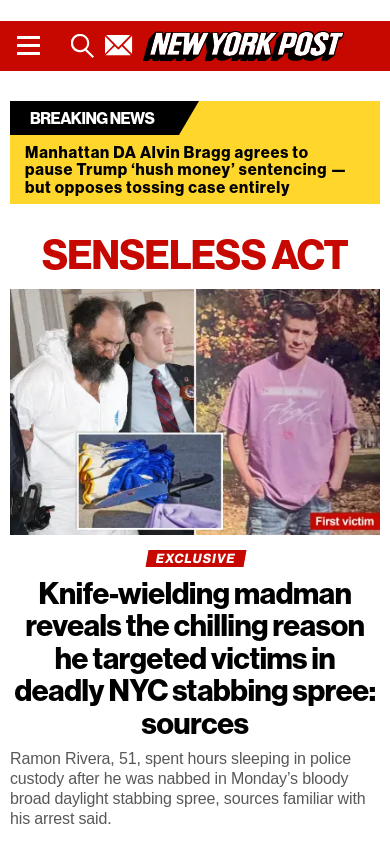 NEW YORK POST
BREAKING NEWS
Manhattan DA Alvin Bragg agrees to
pause Trump ‘hush money’ sentencing —
but opposes tossing case entirely
SENSELESS ACT
First victim
EXCLUSIVE
Knife-wielding madman
reveals the chilling reason
he targeted victims in
deadly NYC stabbing spree:
sources
Ramon Rivera, 51, spent hours sleeping in police
custody after he was nabbed in Monday’s bloody
broad daylight stabbing spree, sources familiar with
his arrest said.